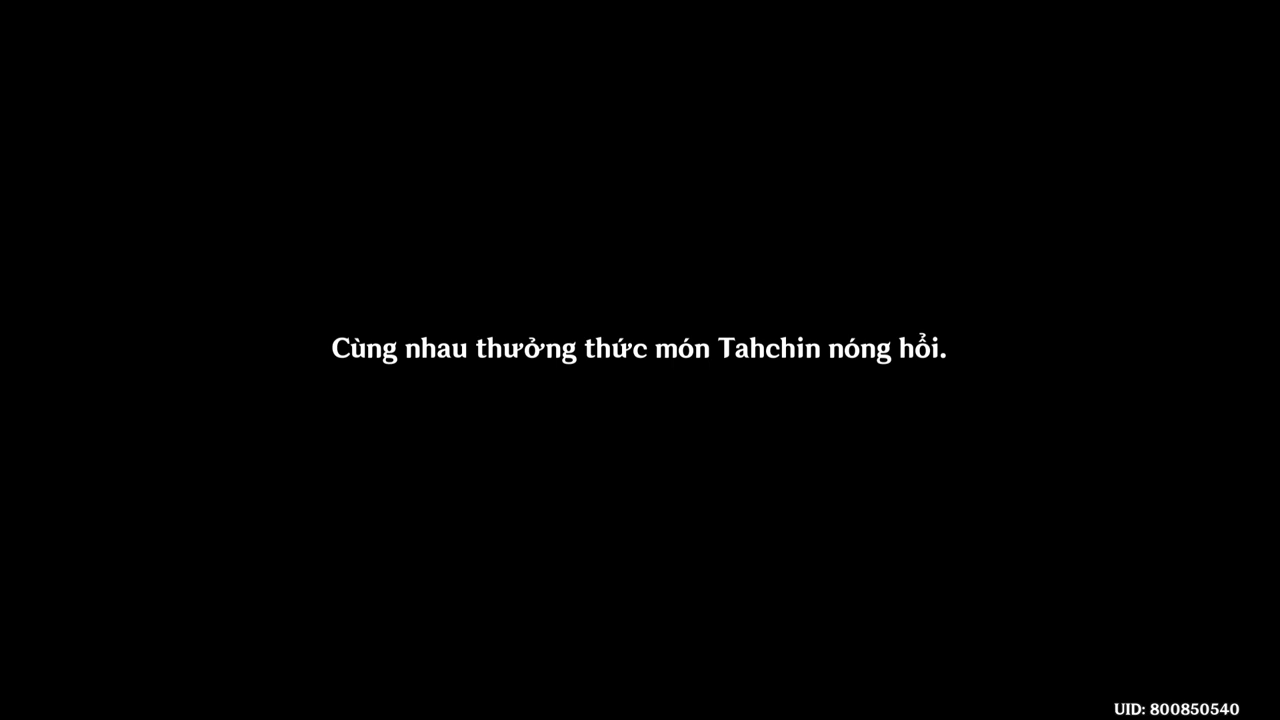 Cùng nhau thưởng thức món Tahchin nóng hổi.
UID: 800850540